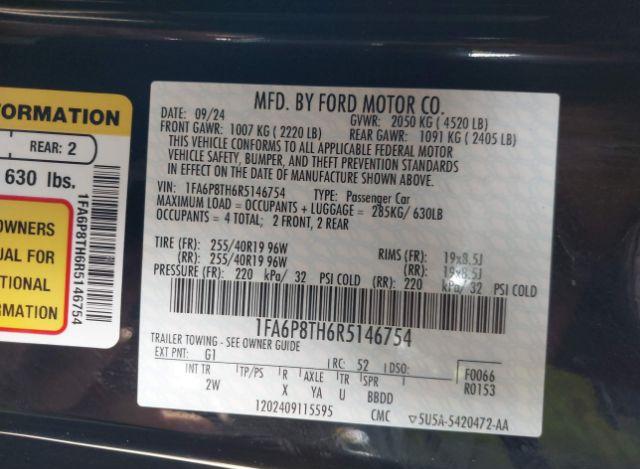 FORMATION
REAR: 2
630 lbs.
OWNERS
UAL FOR
TIONAL
ATION
1FA6P8TH6R5146754
MFD. BY FORD MOTOR CO.
DATE: 09/24 GVWR: 2050 KG ( 4520 LB)
FRONT GAWR: 1007 KG ( 2220 LB) REAR GAWR: 1091 KG ( 2405 LB)
THIS VEHICLE CONFORMS TO ALL APPLICABLE FEDERAL MOTOR
VEHICLE SAFETY, BUMPER, AND THEFT PREVENTION STANDARDS
IN EFFECT ON THE DATE OF MANUFACTURE SHOWN ABOVE.
VIN: 1FA6P8TH6R5146754 TYPE: Passenger Car
MAXIMUM LOAD = OCCUPANTS + LUGGAGE = 285KG/ 630LB
OCCUPANTS = 4 TOTAL; 2 FRONT, 2 REAR
TIRE (FR): 255/40R19 96W RIMS (FR): 19x8.5J
(RR): 255/40R19 96W (RR): 19x8.5J
PRESSURE (FR): 220 kPa/ 32 PSI COLD (RR): 220 kPa/ 32 PSI COLD
1FA6P8TH6R5146754
TRAILER TOWING - SEE OWNER GUIDE
EXT PNT: G1 RC: 52 DSO: F0066
INT TR TP/PS R AXLE TR SPR R0153
2W X YA U BBDD
1202409115595 CMC ▽5U5A-5420472-AA